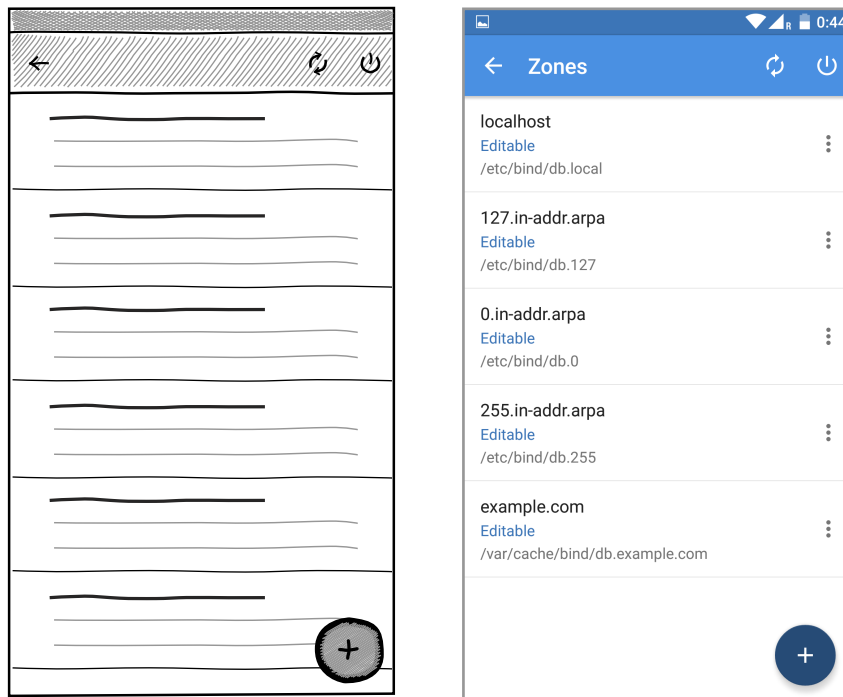 R 0:44
Zones
localhost
Editable
/etc/bind/db.local
127.in-addr.arpa
Editable
/etc/bind/db.127
0.in-addr.arpa
Editable
/etc/bind/db.0
255.in-addr.arpa
Editable
/etc/bind/db.255
example.com
Editable
/var/cache/bind/db.example.com